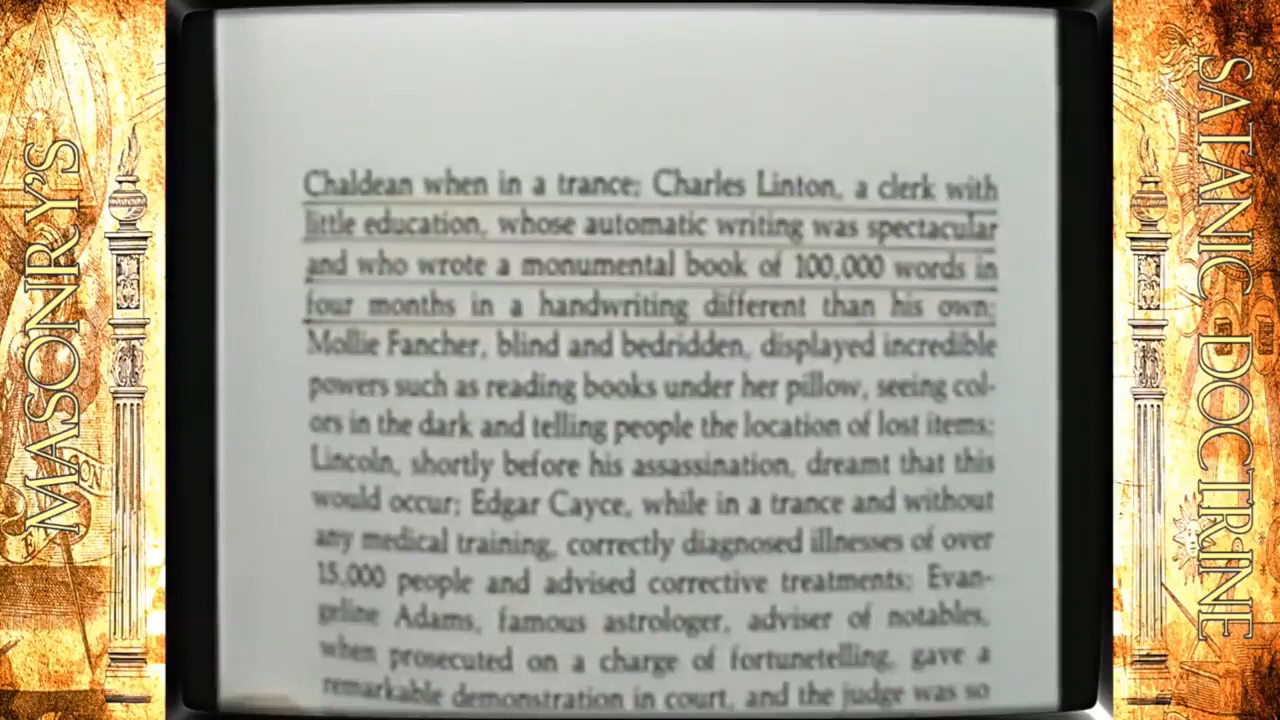 MASONRY'S
Chaldean when in a trance; Charles Linton, a clerk with
little education, whose automatic writing was spectacular
and who wrote a monumental book of 100,000 words in
four months in a handwriting different than his own;
Mollie Fancher, blind and bedridden, displayed incredible
powers such as reading books under her pillow, seeing col-
ors in the dark and telling people the location of lost items;
Lincoln, shortly before his assassination, dreamt that this
would occur; Edgar Cayce, while in a trance and without
any medical training, correctly diagnosed illnesses of over
15,000 people and advised corrective treatments; Evan-
geline Adams, famous astrologer, adviser of notables,
when prosecuted on a charge of fortunetelling, gave a
remarkable demonstration in court, and the judge was so
SATANIC DOCTRINE